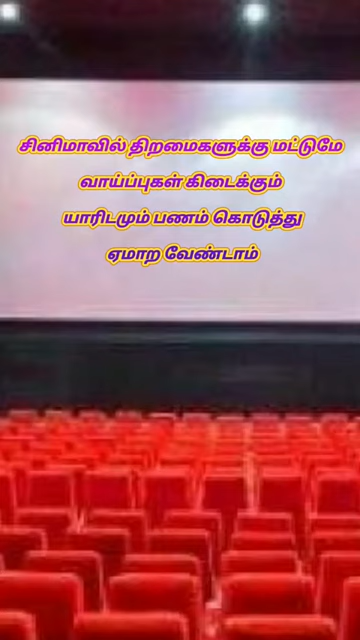 சினிமாவில் திறமைகளுக்கு மட்டுமே
வாய்ப்புகள் கிடைக்கும்
யாரிடமும் பணம் கொடுத்து
ஏமாற வேண்டாம்